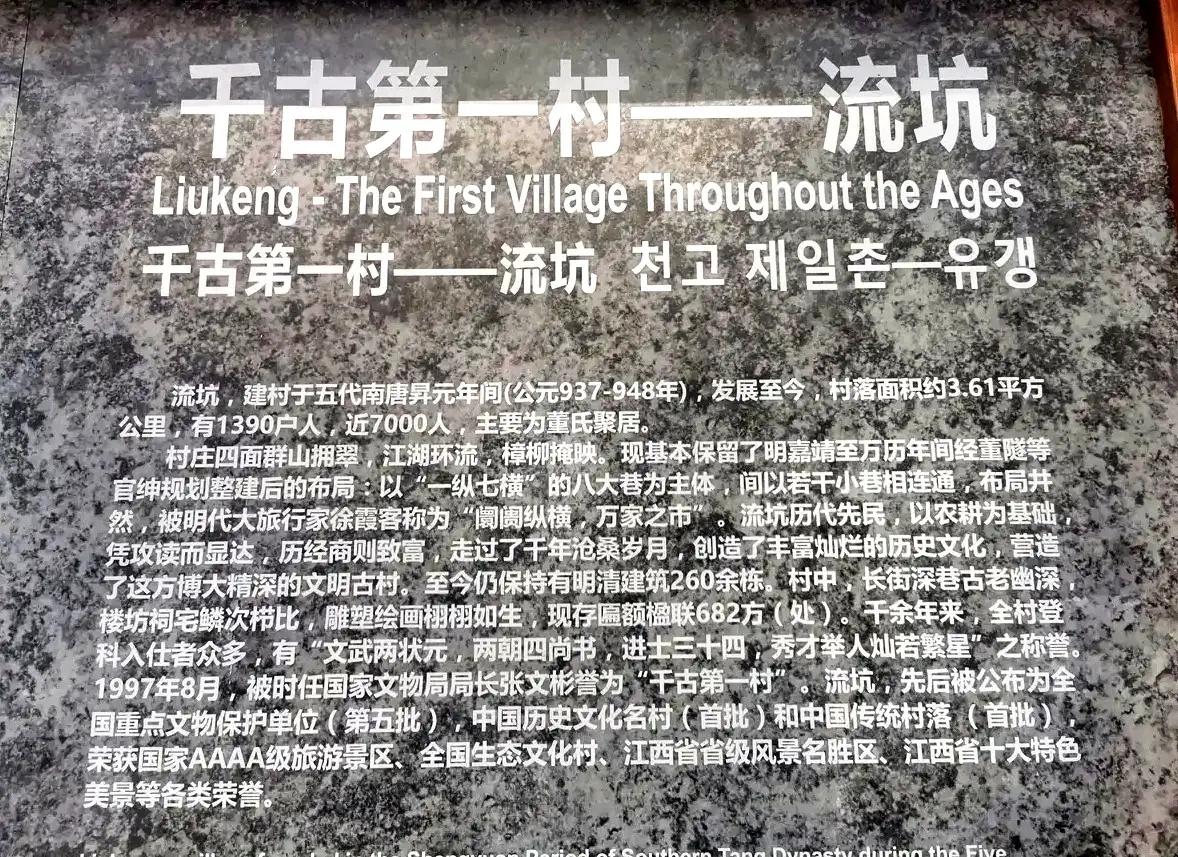 千古第一村——流坑
Liukeng - The First Village Throughout the Ages
千古第一村——流坑 천고 제일촌—유갱
流坑，建村于五代南唐昇元年间(公元937-948年)，发展至今，村落面积约3.61平方
公里，有1390户人，近7000人，主要为董氏聚居。
村庄四面群山拥翠，江湖环流，樟柳掩映。现基本保留了明嘉靖至万历年间经董隧等
官绅规划整建后的布局：以“一纵七横”的八大巷为主体，间以若干小巷相连通，布局井
然，被明代大旅行家徐霞客称为“阛阓纵横，万家之市”。流坑历代先民，以农耕为基础，
凭攻读而显达，历经商则致富，走过了千年沧桑岁月，创造了丰富灿烂的历史文化，营造
了这方博大精深的文明古村。至今仍保持有明清建筑260余栋。村中，长街深巷古老幽深，
楼坊祠宅鳞次栉比，雕塑绘画栩栩如生，现存匾额楹联682方（处）。千余年来，全村登
科入仕者众多，有“文武两状元，两朝四尚书，进士三十四，秀才举人灿若繁星”之称誉。
1997年8月，被时任国家文物局局长张文彬誉为“千古第一村”。流坑，先后被公布为全
国重点文物保护单位（第五批），中国历史文化名村（首批）和中国传统村落（首批），
荣获国家AAAA级旅游景区、全国生态文化村、江西省省级风景名胜区、江西省十大特色
美景等各类荣誉。
in the Shengyuan Period of Southern Tang Dynasty during the Five